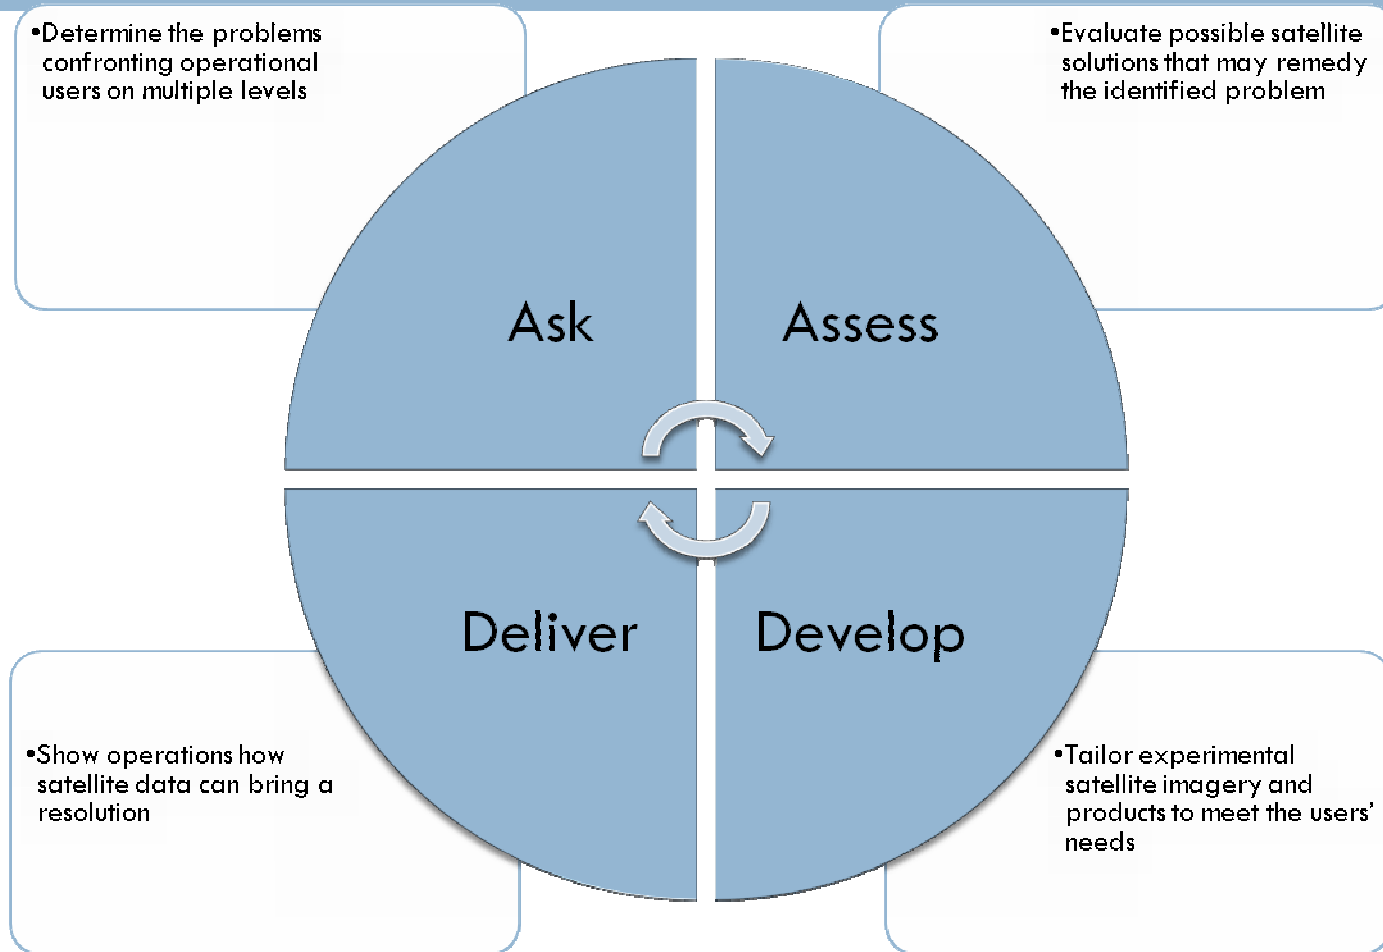 •Determine the problems
confronting operational
users on multiple levels
•Evaluate possible satellite
solutions that may remedy
the identified problem
Ask
Assess
Deliver
Develop
•Show operations how
satellite data can bring a
resolution
•Tailor experimental
satellite imagery and
products to meet the users’
needs